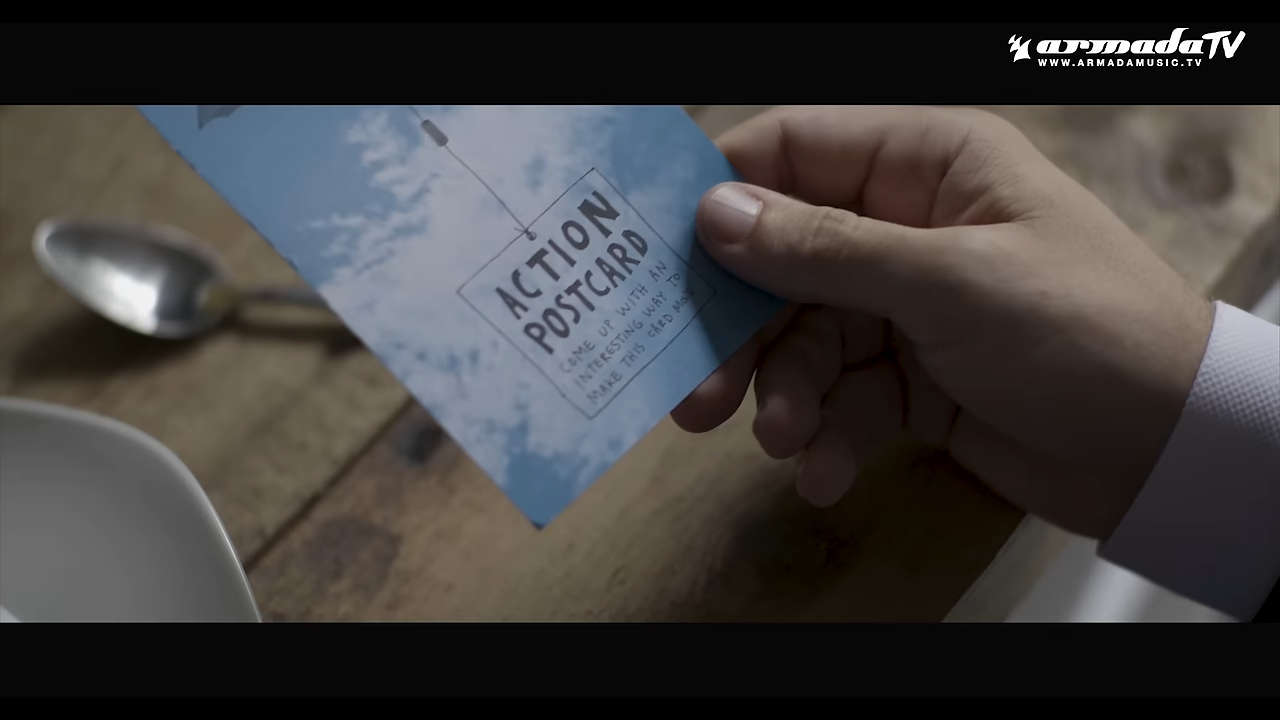 armadaTV
WWW.ARMADAMUSIC.TV
ACTION
POSTCARD
COME UP WITH AN
INTERESTING WAY TO
MAKE THIS CARD